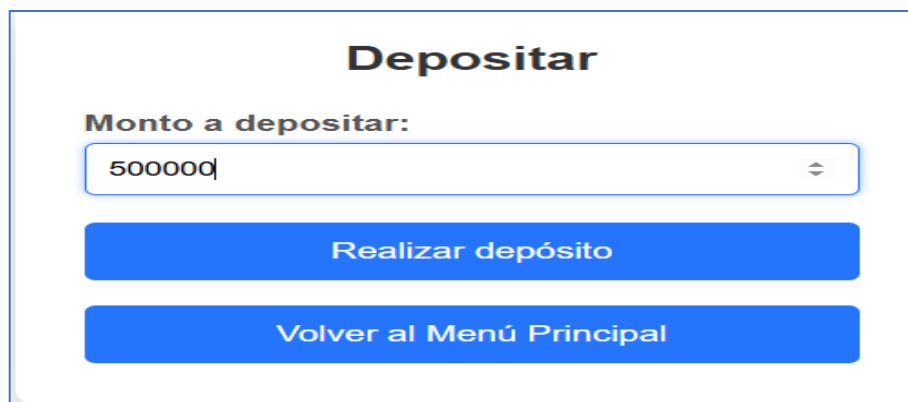 Depositar
Monto a depositar:
500000
Realizar depósito
Volver al Menú Principal